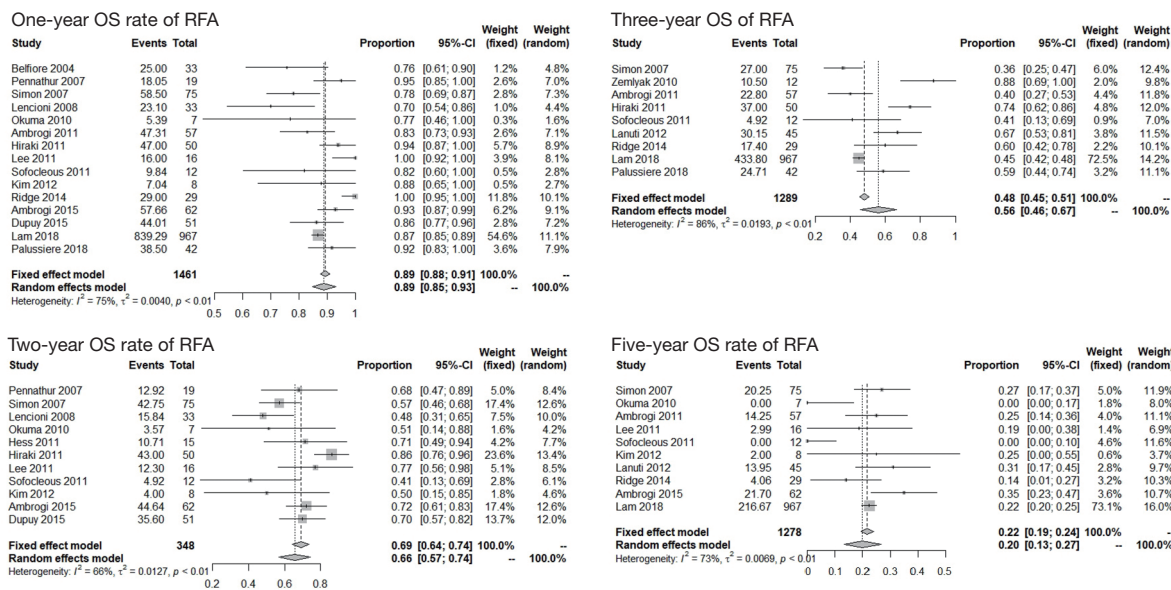 One-year OS rate of RFA
Study Events Total Proportion 95%-CI Weight (fixed) Weight (random)
Belfiore 2004 25.00 33 0.76 [0.61; 0.90] 1.2% 4.8%
Pennathur 2007 18.05 19 0.95 [0.85; 1.00] 2.6% 7.0%
Simon 2007 58.50 75 0.78 [0.69; 0.87] 2.8% 7.3%
Lencioni 2008 23.10 33 0.70 [0.54; 0.86] 1.0% 4.4%
Okuma 2010 5.39 7 0.77 [0.46; 1.00] 0.3% 1.6%
Ambrogi 2011 47.31 57 0.83 [0.73; 0.93] 2.6% 7.1%
Hiraki 2011 47.00 50 0.94 [0.87; 1.00] 5.7% 8.9%
Lee 2011 16.00 16 1.00 [0.92; 1.00] 3.9% 8.1%
Sofocleous 2011 9.84 12 0.82 [0.60; 1.00] 0.5% 2.8%
Kim 2012 7.04 8 0.88 [0.65; 1.00] 0.5% 2.7%
Ridge 2014 29.00 29 1.00 [0.95; 1.00] 11.8% 10.1%
Ambrogi 2015 57.66 62 0.93 [0.87; 0.99] 6.2% 9.1%
Dupuy 2015 44.01 51 0.86 [0.77; 0.96] 2.7% 7.2%
Lam 2018 839.29 967 0.87 [0.85; 0.89] 54.6% 11.1%
Palussiere 2018 38.50 42 0.92 [0.83; 1.00] 3.6% 7.9%
Fixed effect model 1461 0.89 [0.88; 0.91] 100.0% --
Random effects model 0.89 [0.85; 0.93] -- 100.0%
Heterogeneity: I² = 75%, τ² = 0.0040, p < 0.01
0.5 0.6 0.7 0.8 0.9 1
Three-year OS of RFA
Study Events Total Proportion 95%-CI Weight (fixed) Weight (random)
Simon 2007 27.00 75 0.36 [0.25; 0.47] 6.9% 12.4%
Zemlyak 2010 10.50 12 0.88 [0.69; 1.00] 2.0% 9.9%
Ambrogi 2011 22.80 57 0.40 [0.27; 0.53] 4.4% 11.8%
Hiraki 2011 37.00 50 0.74 [0.62; 0.86] 4.8% 12.0%
Sofocleous 2011 4.92 12 0.41 [0.13; 0.69] 0.9% 7.0%
Lanuti 2012 30.15 45 0.67 [0.53; 0.81] 3.8% 11.5%
Ridge 2014 17.40 29 0.60 [0.42; 0.78] 2.2% 10.1%
Lam 2018 433.80 967 0.45 [0.42; 0.48] 72.5% 14.1%
Palussiere 2018 24.71 42 0.59 [0.44; 0.74] 3.2% 11.1%
Fixed effect model 1289 0.48 [0.45; 0.51] 100.0% --
Random effects model 0.56 [0.46; 0.67] -- 100.0%
Heterogeneity: I² = 86%, τ² = 0.0193, p < 0.01
0.2 0.4 0.6 0.8 1
Two-year OS rate of RFA
Study Events Total Proportion 95%-CI Weight (fixed) Weight (random)
Pennathur 2007 12.92 19 0.68 [0.47; 0.89] 5.0% 8.4%
Simon 2007 42.75 75 0.57 [0.46; 0.68] 17.4% 12.6%
Lencioni 2008 15.84 33 0.48 [0.31; 0.65] 7.5% 10.0%
Okuma 2010 3.57 7 0.51 [0.14; 0.88] 1.6% 4.2%
Hess 2011 10.71 15 0.71 [0.49; 0.94] 4.2% 7.7%
Hiraki 2011 43.00 50 0.86 [0.76; 0.96] 23.6% 13.4%
Lee 2011 12.30 16 0.77 [0.56; 0.98] 5.1% 8.5%
Sofocleous 2011 4.92 12 0.41 [0.13; 0.69] 2.8% 6.1%
Kim 2012 4.00 8 0.50 [0.15; 0.85] 1.8% 4.6%
Ambrogi 2015 44.64 62 0.72 [0.61; 0.83] 17.4% 12.6%
Dupuy 2015 35.60 51 0.70 [0.57; 0.82] 13.7% 12.0%
Fixed effect model 348 0.69 [0.64; 0.74] 100.0% --
Random effects model 0.66 [0.57; 0.74] -- 100.0%
Heterogeneity: I² = 66%, τ² = 0.0127, p < 0.01
0.2 0.4 0.6 0.8
Five-year OS rate of RFA
Study Events Total Proportion 95%-CI Weight (fixed) Weight (random)
Simon 2007 20.25 75 0.27 [0.17; 0.37] 5.0% 11.9%
Okuma 2010 0.00 7 0.00 [0.00; 0.17] 1.8% 8.0%
Ambrogi 2011 14.25 57 0.25 [0.14; 0.36] 4.0% 11.1%
Lee 2011 2.99 16 0.19 [0.00; 0.38] 1.4% 6.9%
Sofocleous 2011 0.00 12 0.00 [0.00; 0.10] 4.6% 11.6%
Kim 2012 2.00 8 0.25 [0.00; 0.55] 0.6% 3.7%
Lanuti 2012 13.95 45 0.31 [0.17; 0.45] 2.8% 9.7%
Ridge 2014 4.06 29 0.14 [0.01; 0.27] 3.2% 10.3%
Ambrogi 2015 21.70 62 0.35 [0.23; 0.47] 3.6% 10.7%
Lam 2018 216.67 967 0.22 [0.20; 0.25] 73.1% 16.0%
Fixed effect model 1278 0.22 [0.19; 0.24] 100.0% --
Random effects model 0.20 [0.13; 0.27] -- 100.0%
Heterogeneity: I² = 73%, τ² = 0.0069, p < 0.01
0 0.1 0.2 0.3 0.4 0.5